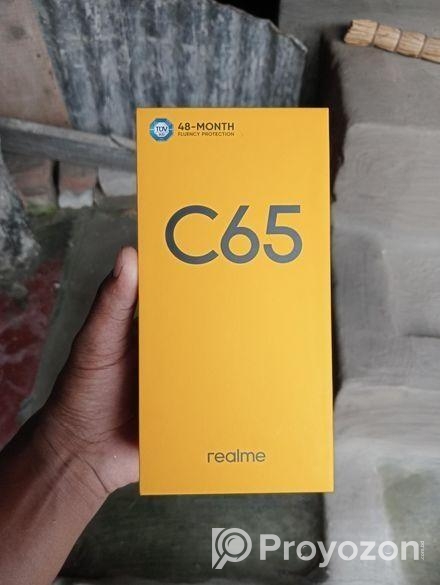 TÜV
48-MONTH
FLUENCY PROTECTION
C65
realme
Proyozon